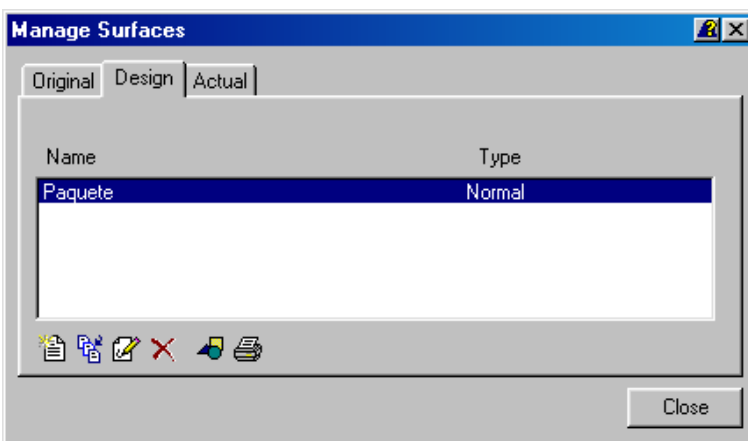 Manage Surfaces
Original Design Actual
Name Type
Paquete Normal
Close